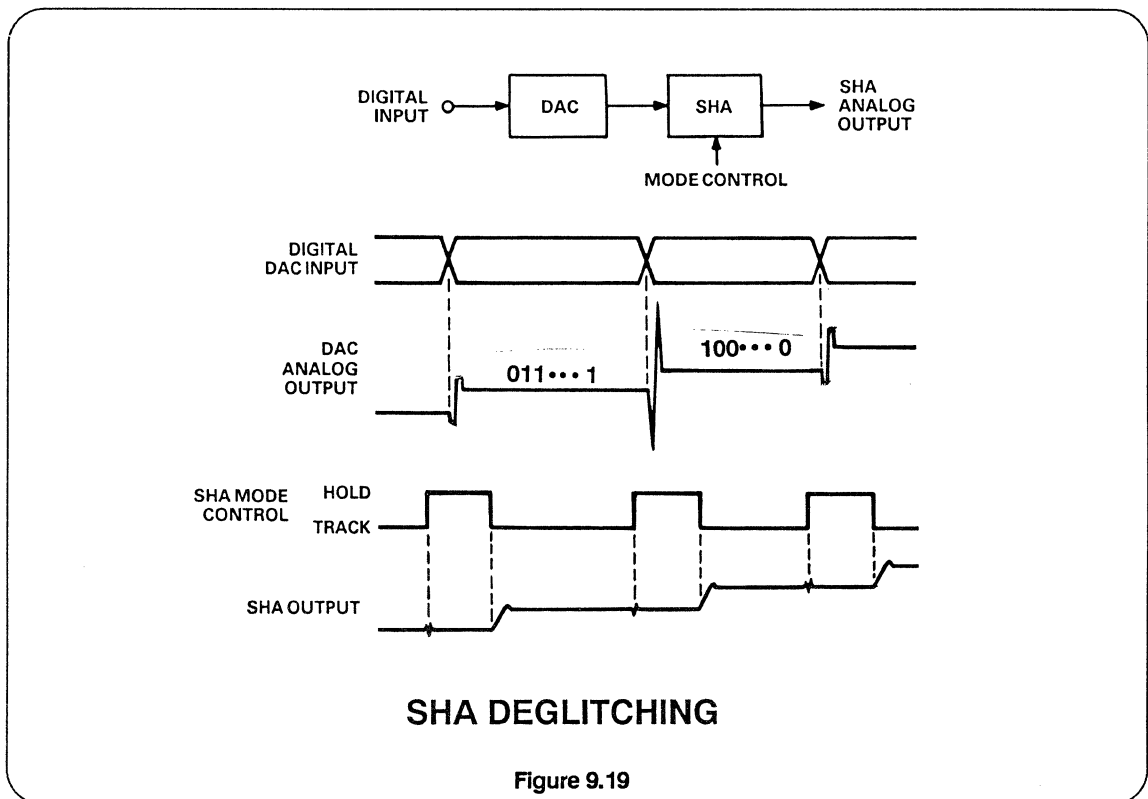 DIGITAL
INPUT
DAC
SHA
SHA
ANALOG
OUTPUT
MODE CONTROL
DIGITAL
DAC INPUT
DAC
ANALOG
OUTPUT
011••• 1
100••• 0
SHA MODE
CONTROL
HOLD
TRACK
SHA OUTPUT
SHA DEGLITCHING
Figure 9.19